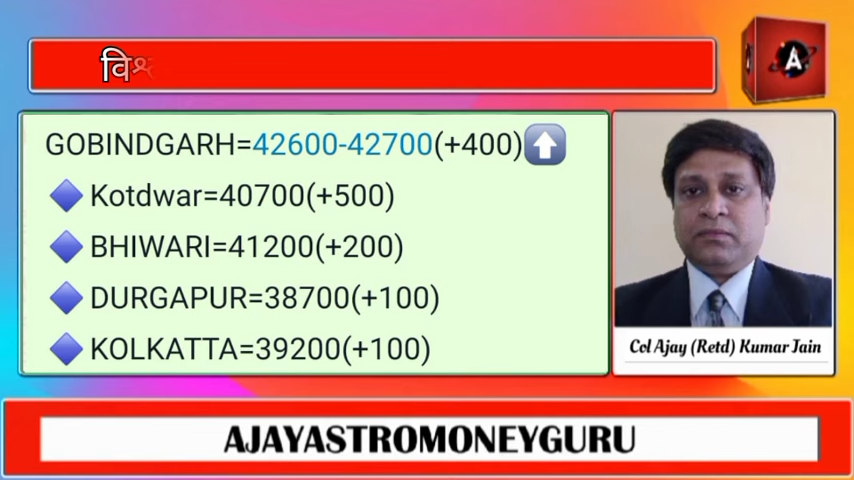 A
GOBINDGARH=42600-42700(+400)⬆️
🔷 Kotdwar=40700(+500)
🔷 BHIWARI=41200(+200)
🔷 DURGAPUR=38700(+100)
🔷 KOLKATTA=39200(+100)
Col Ajay (Retd) Kumar Jain
AJAYASTROMONEYGURU